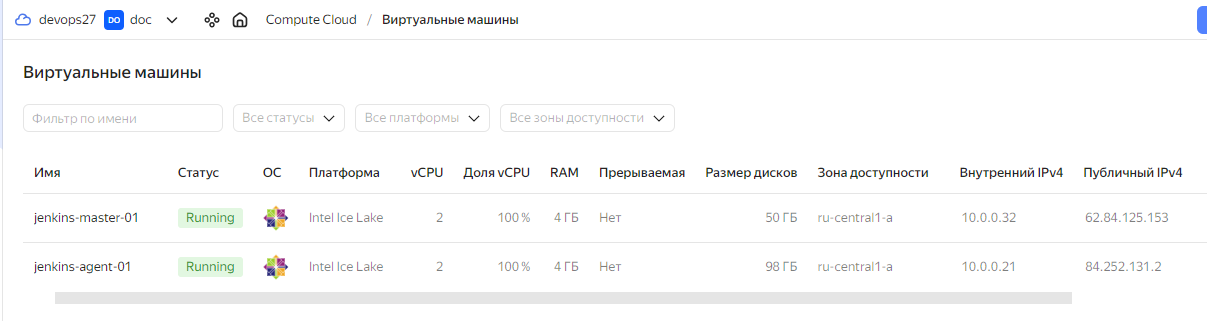 devops27 DO doc Compute Cloud / Виртуальные машины
Виртуальные машины
Фильтр по имени Все статусы Все платформы Все зоны доступности
Имя Статус ОС Платформа vCPU Доля vCPU RAM Прерываемая Размер дисков Зона доступности Внутренний IPv4 Публичный IPv4
jenkins-master-01 Running Intel Ice Lake 2 100 % 4 ГБ Нет 50 ГБ ru-central1-a 10.0.0.32 62.84.125.153
jenkins-agent-01 Running Intel Ice Lake 2 100 % 4 ГБ Нет 98 ГБ ru-central1-a 10.0.0.21 84.252.131.2